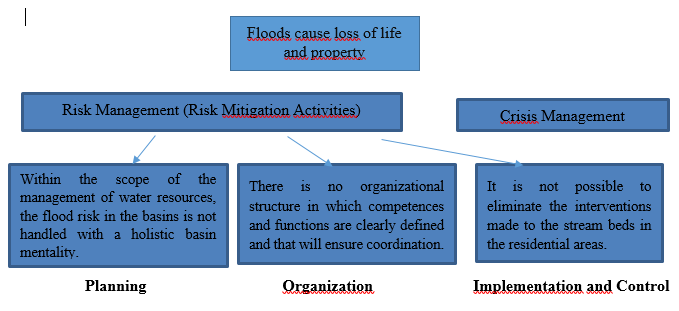 Floods cause loss of life
and property
Risk Management (Risk Mitigation Activities)
Crisis Management
Within the scope of the
management of water resources,
the flood risk in the basins is not
handled with a holistic basin
mentality.
There is no organizational
structure in which competences
and functions are clearly defined
and that will ensure coordination.
It is not possible to
eliminate the interventions
made to the stream beds in
the residential areas.
Planning
Organization
Implementation and Control